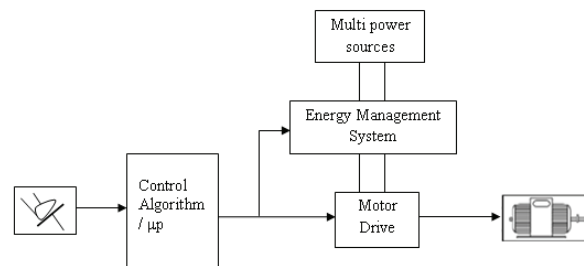 Multi power
sources
Energy Management
System
Control
Algorithm
/ μp
Motor
Drive